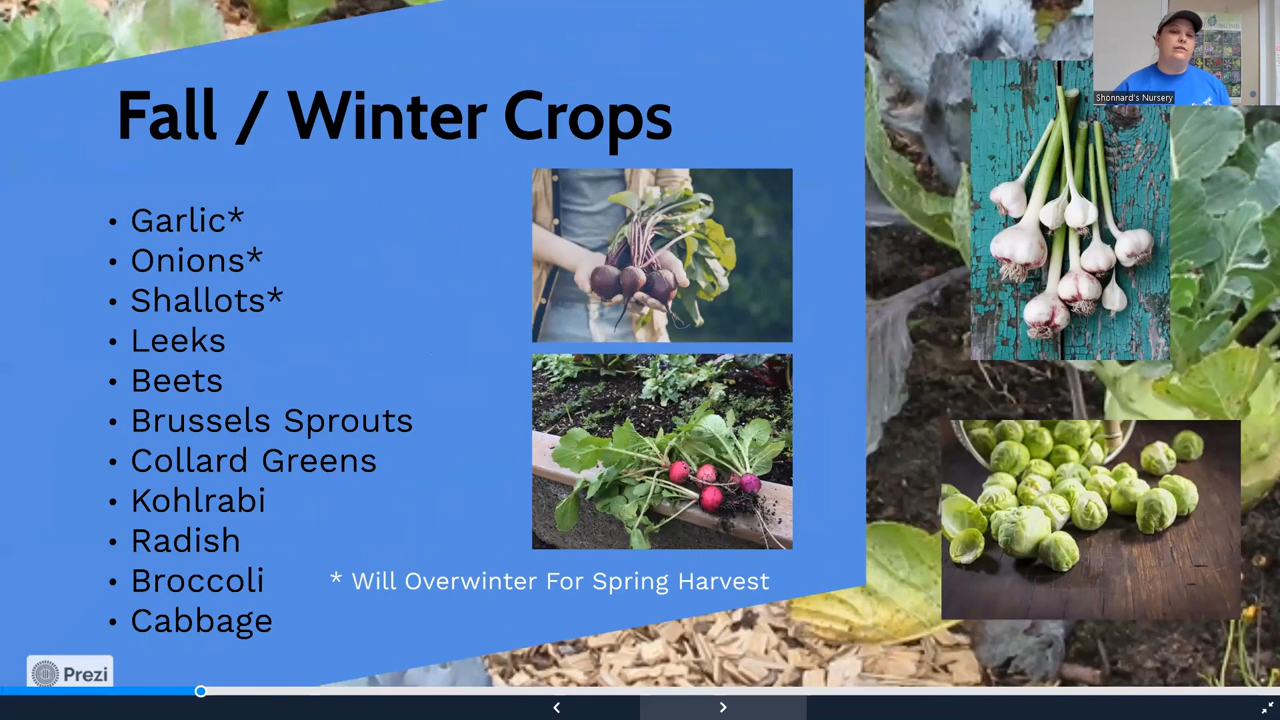 Fall / Winter Crops
• Garlic*
• Onions*
• Shallots*
• Leeks
• Beets
• Brussels Sprouts
• Collard Greens
• Kohlrabi
• Radish
• Broccoli
• Cabbage
* Will Overwinter For Spring Harvest
Shonnard's Nursery
Prezi